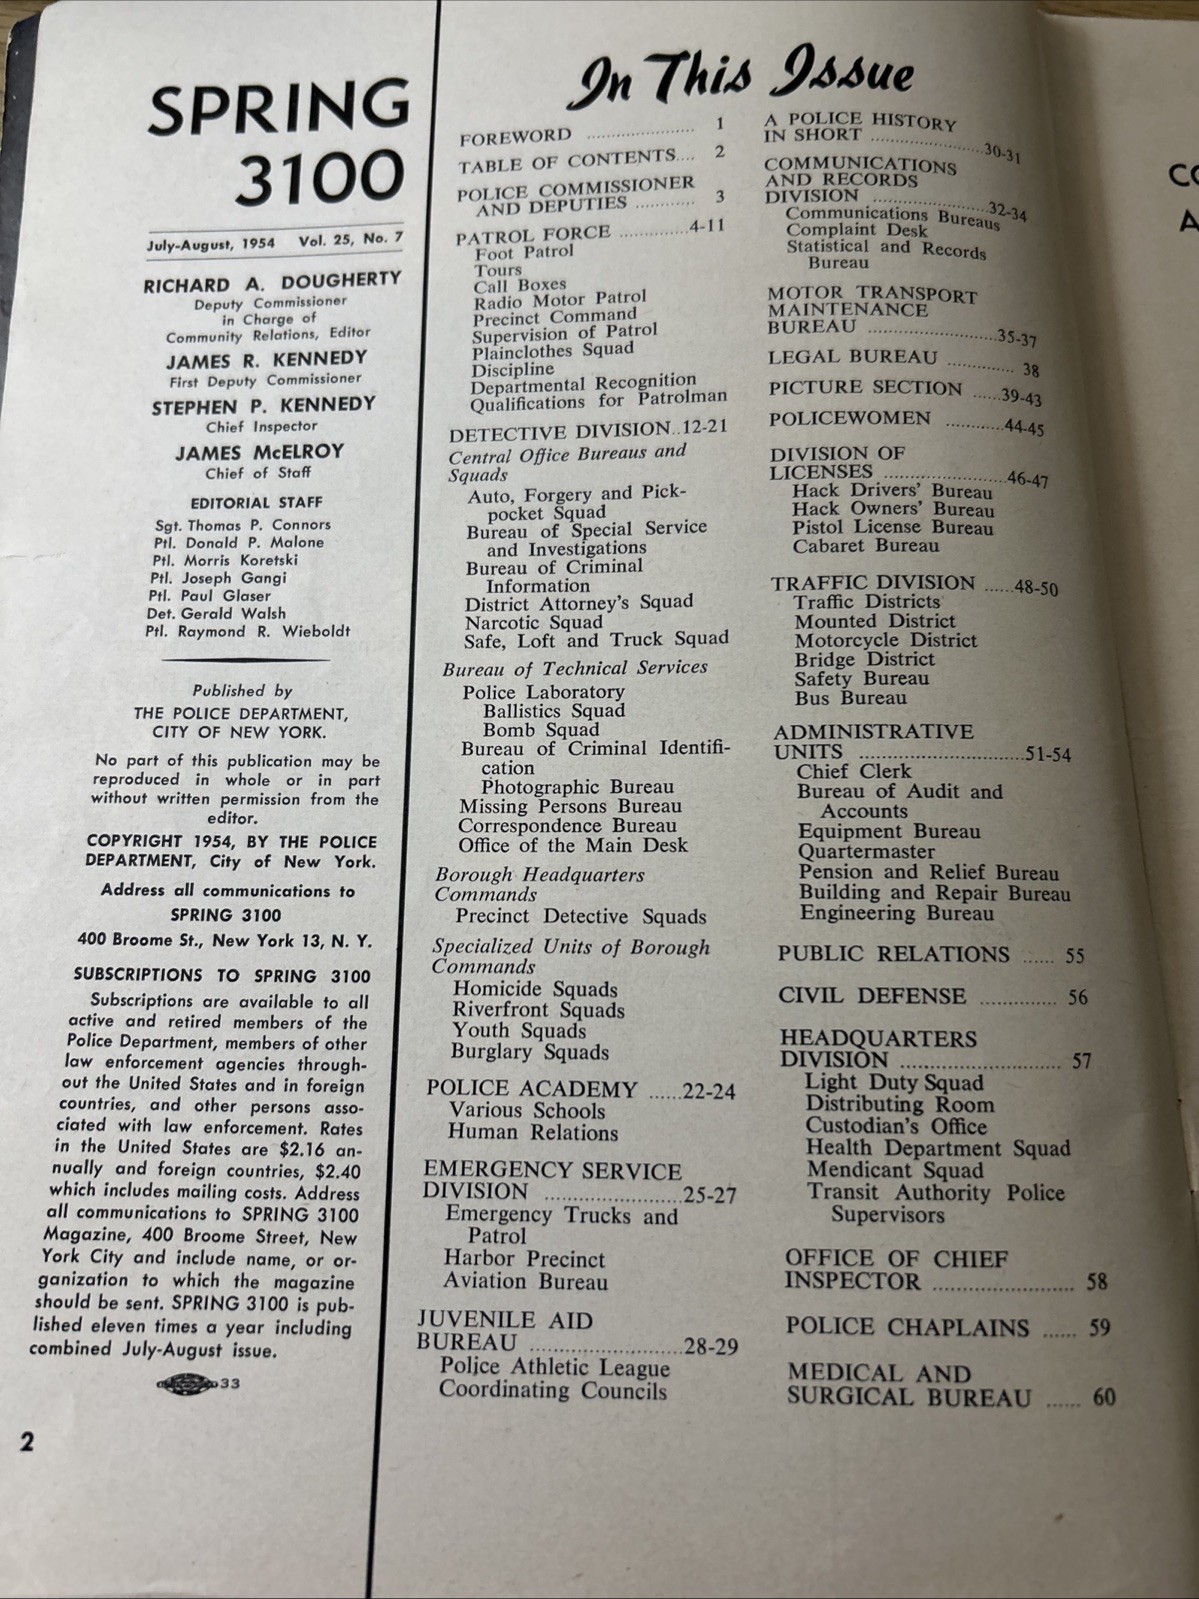 SPRING
3100
July-August, 1954 Vol. 25, No. 7
RICHARD A. DOUGHERTY
Deputy Commissioner
in Charge of
Community Relations, Editor
JAMES R. KENNEDY
First Deputy Commissioner
STEPHEN P. KENNEDY
Chief Inspector
JAMES McELROY
Chief of Staff
EDITORIAL STAFF
Sgt. Thomas P. Connors
Ptl. Donald P. Malone
Ptl. Morris Koretski
Ptl. Joseph Gangi
Ptl. Paul Glaser
Det. Gerald Walsh
Ptl. Raymond R. Wieboldt
Published by
THE POLICE DEPARTMENT,
CITY OF NEW YORK.
No part of this publication may be
reproduced in whole or in part
without written permission from the
editor.
COPYRIGHT 1954, BY THE POLICE
DEPARTMENT, City of New York.
Address all communications to
SPRING 3100
400 Broome St., New York 13, N. Y.
SUBSCRIPTIONS TO SPRING 3100
Subscriptions are available to all
active and retired members of the
Police Department, members of other
law enforcement agencies through-
out the United States and in foreign
countries, and other persons asso-
ciated with law enforcement. Rates
in the United States are $2.16 an-
nually and foreign countries, $2.40
which includes mailing costs. Address
all communications to SPRING 3100
Magazine, 400 Broome Street, New
York City and include name, or or-
ganization to which the magazine
should be sent. SPRING 3100 is pub-
lished eleven times a year including
combined July-August issue.
33
2
In This Issue
FOREWORD .................... 1
TABLE OF CONTENTS.... 2
POLICE COMMISSIONER
AND DEPUTIES ............ 3
PATROL FORCE ..............4-11
Foot Patrol
Tours
Call Boxes
Radio Motor Patrol
Precinct Command
Supervision of Patrol
Plainclothes Squad
Discipline
Departmental Recognition
Qualifications for Patrolman
DETECTIVE DIVISION..12-21
Central Office Bureaus and
Squads
Auto, Forgery and Pick-
pocket Squad
Bureau of Special Service
and Investigations
Bureau of Criminal
Information
District Attorney's Squad
Narcotic Squad
Safe, Loft and Truck Squad
Bureau of Technical Services
Police Laboratory
Ballistics Squad
Bomb Squad
Bureau of Criminal Identifi-
cation
Photographic Bureau
Missing Persons Bureau
Correspondence Bureau
Office of the Main Desk
Borough Headquarters
Commands
Precinct Detective Squads
Specialized Units of Borough
Commands
Homicide Squads
Riverfront Squads
Youth Squads
Burglary Squads
POLICE ACADEMY ......22-24
Various Schools
Human Relations
EMERGENCY SERVICE
DIVISION .......................25-27
Emergency Trucks and
Patrol
Harbor Precinct
Aviation Bureau
JUVENILE AID
BUREAU .........................28-29
Police Athletic League
Coordinating Councils
A POLICE HISTORY
IN SHORT ....................30-31
COMMUNICATIONS
AND RECORDS
DIVISION ....................32-34
Communications Bureaus
Complaint Desk
Statistical and Records
Bureau
MOTOR TRANSPORT
MAINTENANCE
BUREAU ......................35-37
LEGAL BUREAU ............ 38
PICTURE SECTION ......39-43
POLICEWOMEN ............44-45
DIVISION OF
LICENSES .....................46-47
Hack Drivers' Bureau
Hack Owners' Bureau
Pistol License Bureau
Cabaret Bureau
TRAFFIC DIVISION ......48-50
Traffic Districts
Mounted District
Motorcycle District
Bridge District
Safety Bureau
Bus Bureau
ADMINISTRATIVE
UNITS ............................51-54
Chief Clerk
Bureau of Audit and
Accounts
Equipment Bureau
Quartermaster
Pension and Relief Bureau
Building and Repair Bureau
Engineering Bureau
PUBLIC RELATIONS ...... 55
CIVIL DEFENSE ............. 56
HEADQUARTERS
DIVISION ........................... 57
Light Duty Squad
Distributing Room
Custodian's Office
Health Department Squad
Mendicant Squad
Transit Authority Police
Supervisors
OFFICE OF CHIEF
INSPECTOR ........................ 58
POLICE CHAPLAINS ...... 59
MEDICAL AND
SURGICAL BUREAU ...... 60